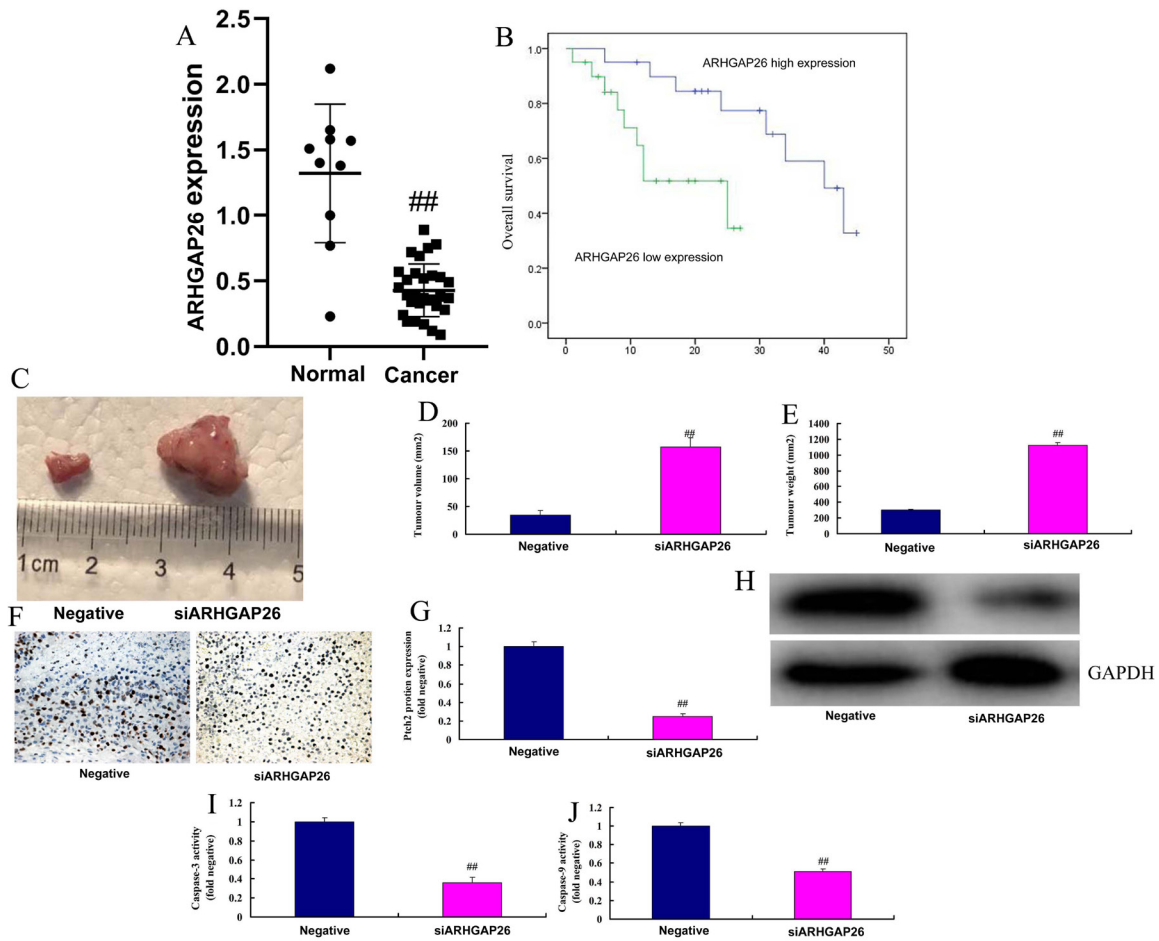 A
ARHGAP26 expression
2.5
2.0
1.5
1.0
0.5
0.0
##
Normal
Cancer
B
Overall survival
1.0
0.8
0.6
0.4
0.2
0.0
0
10
20
30
40
50
ARHGAP26 high expression
ARHGAP26 low expression
C
1cm 2 3 4 5
Negative
siARHGAP26
D
Tumour volume (mm2)
200
150
100
50
0
##
Negative
siARHGAP26
E
Tumour weight (mm2)
1400
1200
1000
800
600
400
200
0
##
Negative
siARHGAP26
F
Negative
siARHGAP26
G
Ptch2 protien expression
(fold negative)
1.2
1
0.8
0.6
0.4
0.2
0
##
Negative
siARHGAP26
H
GAPDH
Negative
siARHGAP26
I
Caspase-3 activity
(fold negative)
1.2
1
0.8
0.6
0.4
0.2
0
##
Negative
siARHGAP26
J
Caspase-9 activity
(fold negative)
1.2
1
0.8
0.6
0.4
0.2
0
##
Negative
siARHGAP26